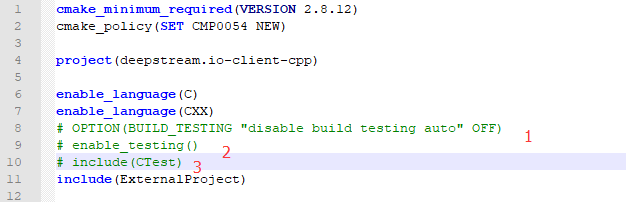 1 cmake_minimum_required(VERSION 2.8.12)
2 cmake_policy(SET CMP0054 NEW)
3
4 project(deepstream.io-client-cpp)
5
6 enable_language(C)
7 enable_language(CXX)
8 # OPTION(BUILD_TESTING "disable build testing auto" OFF) 1
9 # enable_testing() 2
10 # include(CTest) 3
11 include(ExternalProject)
12